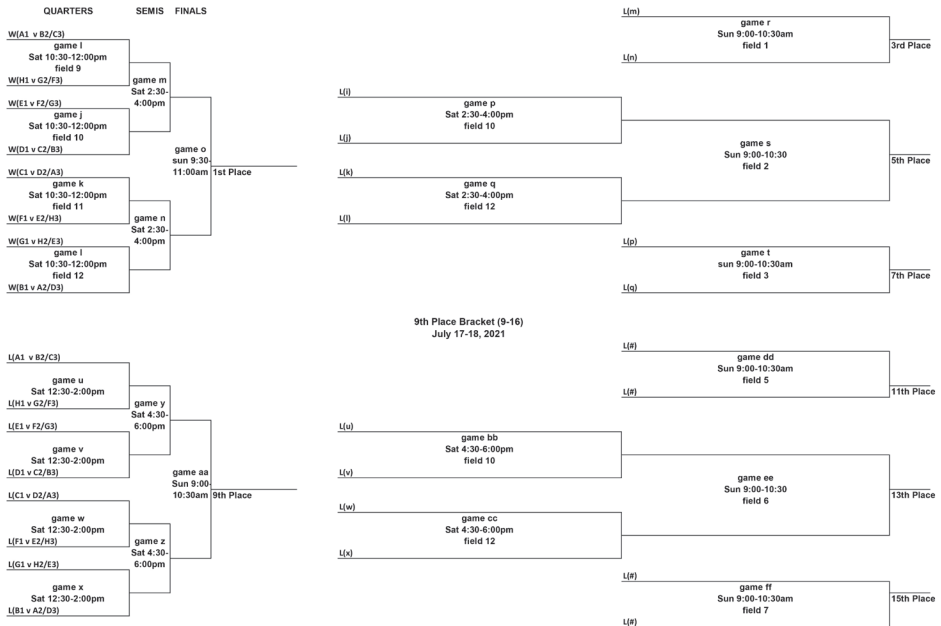 QUARTERS SEMIS FINALS
W(A1 v B2/C3)
game l
Sat 10:30-12:00pm
field 9
W(H1 v G2/F3)
game m
Sat 2:30-
4:00pm
W(E1 v F2/G3)
game j
Sat 10:30-12:00pm
field 10
W(D1 v C2/B3)
game o
sun 9:30-
11:00am 1st Place
W(C1 v D2/A3)
game k
Sat 10:30-12:00pm
field 11
W(F1 v E2/H3)
game n
Sat 2:30-
4:00pm
W(G1 v H2/E3)
game l
Sat 10:30-12:00pm
field 12
W(B1 v A2/D3)
L(i)
game p
Sat 2:30-4:00pm
field 10
L(j)
L(k)
game q
Sat 2:30-4:00pm
field 12
L(l)
L(m)
game r
Sun 9:00-10:30am
field 1
3rd Place
L(n)
game s
Sun 9:00-10:30
field 2
5th Place
L(p)
game t
sun 9:00-10:30am
field 3
7th Place
L(q)
9th Place Bracket (9-16)
July 17-18, 2021
L(A1 v B2/C3)
game u
Sat 12:30-2:00pm
L(H1 v G2/F3)
game y
Sat 4:30-
6:00pm
L(E1 v F2/G3)
game v
Sat 12:30-2:00pm
L(D1 v C2/B3)
game aa
Sun 9:00-
10:30am 9th Place
L(C1 v D2/A3)
game w
Sat 12:30-2:00pm
L(F1 v E2/H3)
game z
Sat 4:30-
6:00pm
L(G1 v H2/E3)
game x
Sat 12:30-2:00pm
L(B1 v A2/D3)
L(u)
game bb
Sat 4:30-6:00pm
field 10
L(v)
L(w)
game cc
Sat 4:30-6:00pm
field 12
L(x)
L(#)
game dd
Sun 9:00-10:30am
field 5
11th Place
L(#)
game ee
Sun 9:00-10:30
field 6
13th Place
L(#)
game ff
Sun 9:00-10:30am
field 7
15th Place
L(#)